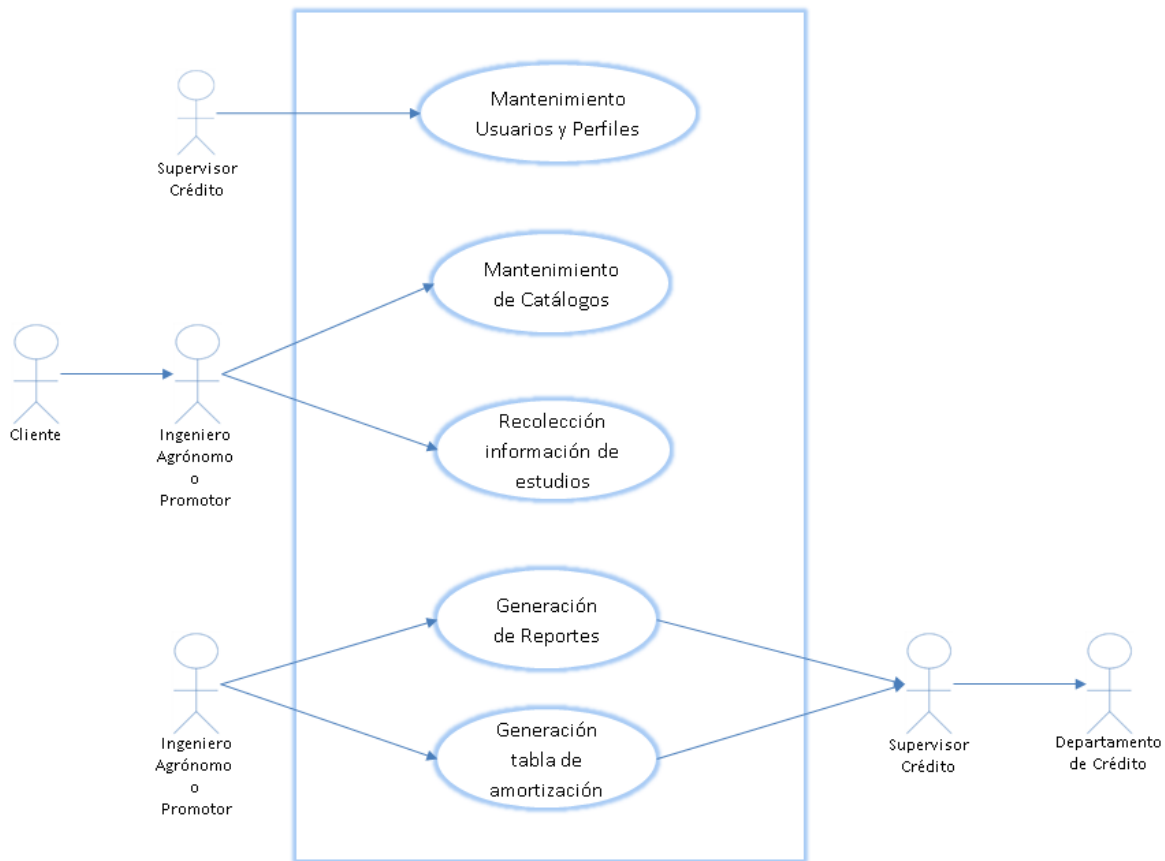 Mantenimiento
Usuarios y Perfiles
Supervisor
Crédito
Mantenimiento
de Catálogos
Cliente
Ingeniero
Agrónomo
o
Promotor
Recolección
información de
estudios
Generación
de Reportes
Ingeniero
Agrónomo
o
Promotor
Generación
tabla de
amortización
Supervisor
Crédito
Departamento
de Crédito